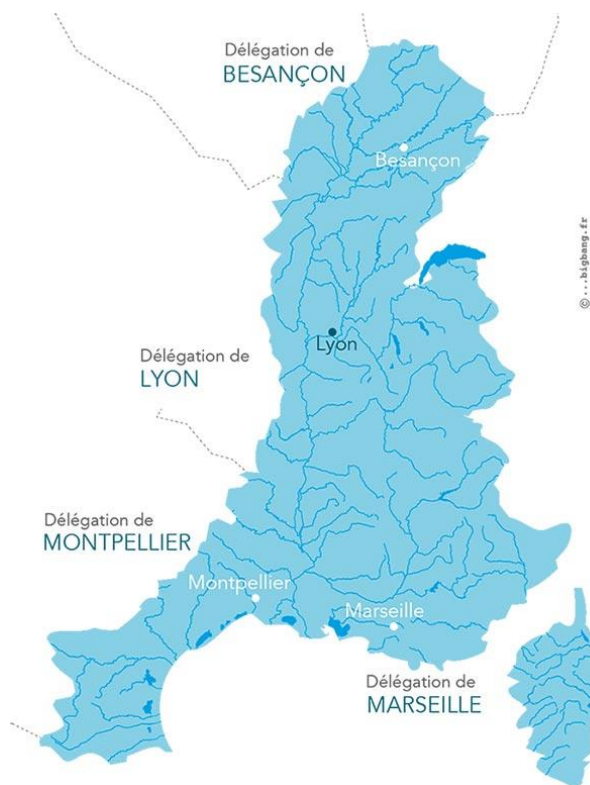 Délégation de
BESANÇON
Besançon
©...bigbang.fr
Lyon
Délégation de
LYON
Délégation de
MONTPELLIER
Montpellier
Marseille
Délégation de
MARSEILLE